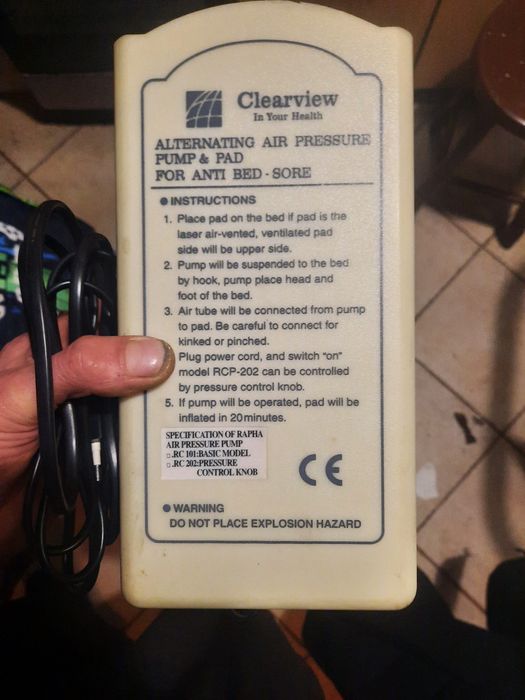 Clearview
In Your Health
ALTERNATING AIR PRESSURE
PUMP & PAD
FOR ANTI BED - SORE
● INSTRUCTIONS
1. Place pad on the bed if pad is the
laser air-vented, ventilated pad
side will be upper side.
2. Pump will be suspended to the bed
by hook, pump place head and
foot of the bed.
3. Air tube will be connected from pump
to pad. Be careful to connect for
kinked or pinched.
Plug power cord, and switch "on"
model RCP-202 can be controlled
by pressure control knob.
5. If pump will be operated, pad will be
inflated in 20minutes.
SPECIFICATION OF RAPHA
AIR PRESSURE PUMP
□.RC 101:BASIC MODEL
□.RC 202:PRESSURE
CONTROL KNOB
CE
● WARNING
DO NOT PLACE EXPLOSION HAZARD